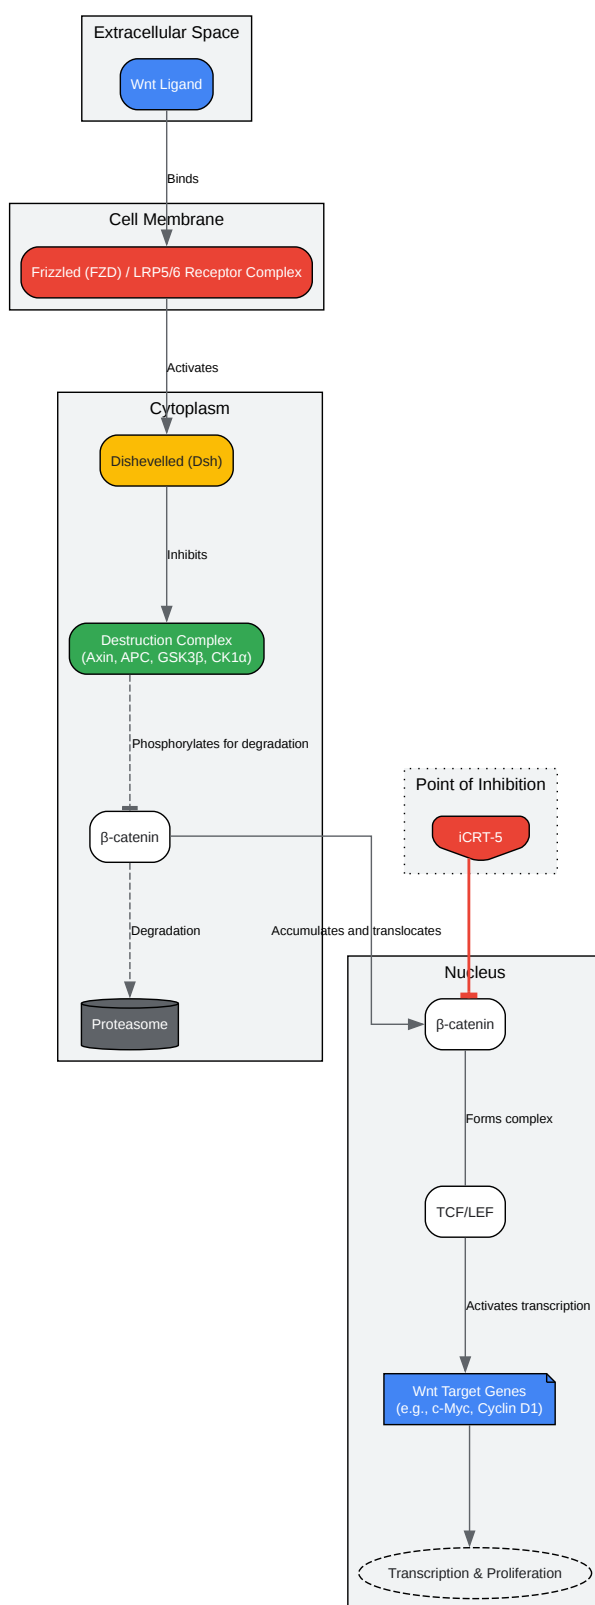 Extracellular Space
Wnt Ligand
Binds
Cell Membrane
Frizzled (FZD) / LRP5/6 Receptor Complex
Activates
Cytoplasm
Dishevelled (Dsh)
Inhibits
Destruction Complex
(Axin, APC, GSK3β, CK1α)
Phosphorylates for degradation
Point of Inhibition
iCRT-5
β-catenin
Degradation
Accumulates and translocates
Proteasome
Nucleus
β-catenin
Forms complex
TCF/LEF
Activates transcription
Wnt Target Genes
(e.g., c-Myc, Cyclin D1)
Transcription & Proliferation